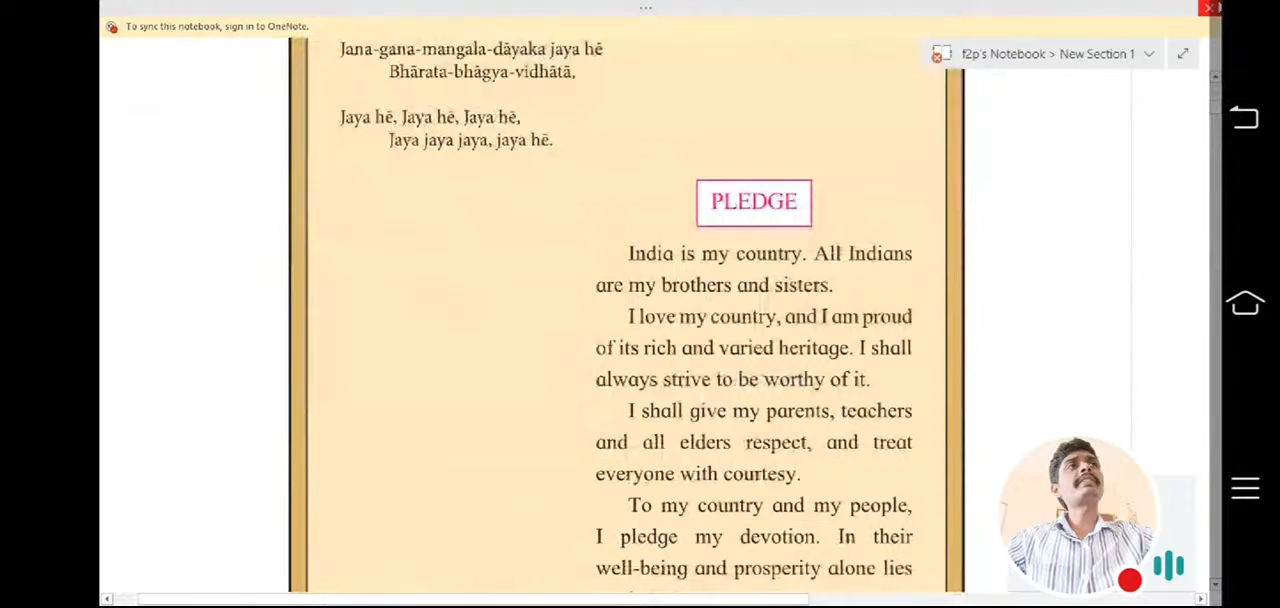 To sync this notebook, sign in to OneNote.
f2p's Notebook > New Section 1
Jana-gana-mangala-dāyaka jaya hē
Bhārata-bhāgya-vidhātā,
Jaya hē, Jaya hē, Jaya hē,
Jaya jaya jaya, jaya hē.
PLEDGE
India is my country. All Indians
are my brothers and sisters.
I love my country, and I am proud
of its rich and varied heritage. I shall
always strive to be worthy of it.
I shall give my parents, teachers
and all elders respect, and treat
everyone with courtesy.
To my country and my people,
I pledge my devotion. In their
well-being and prosperity alone lies